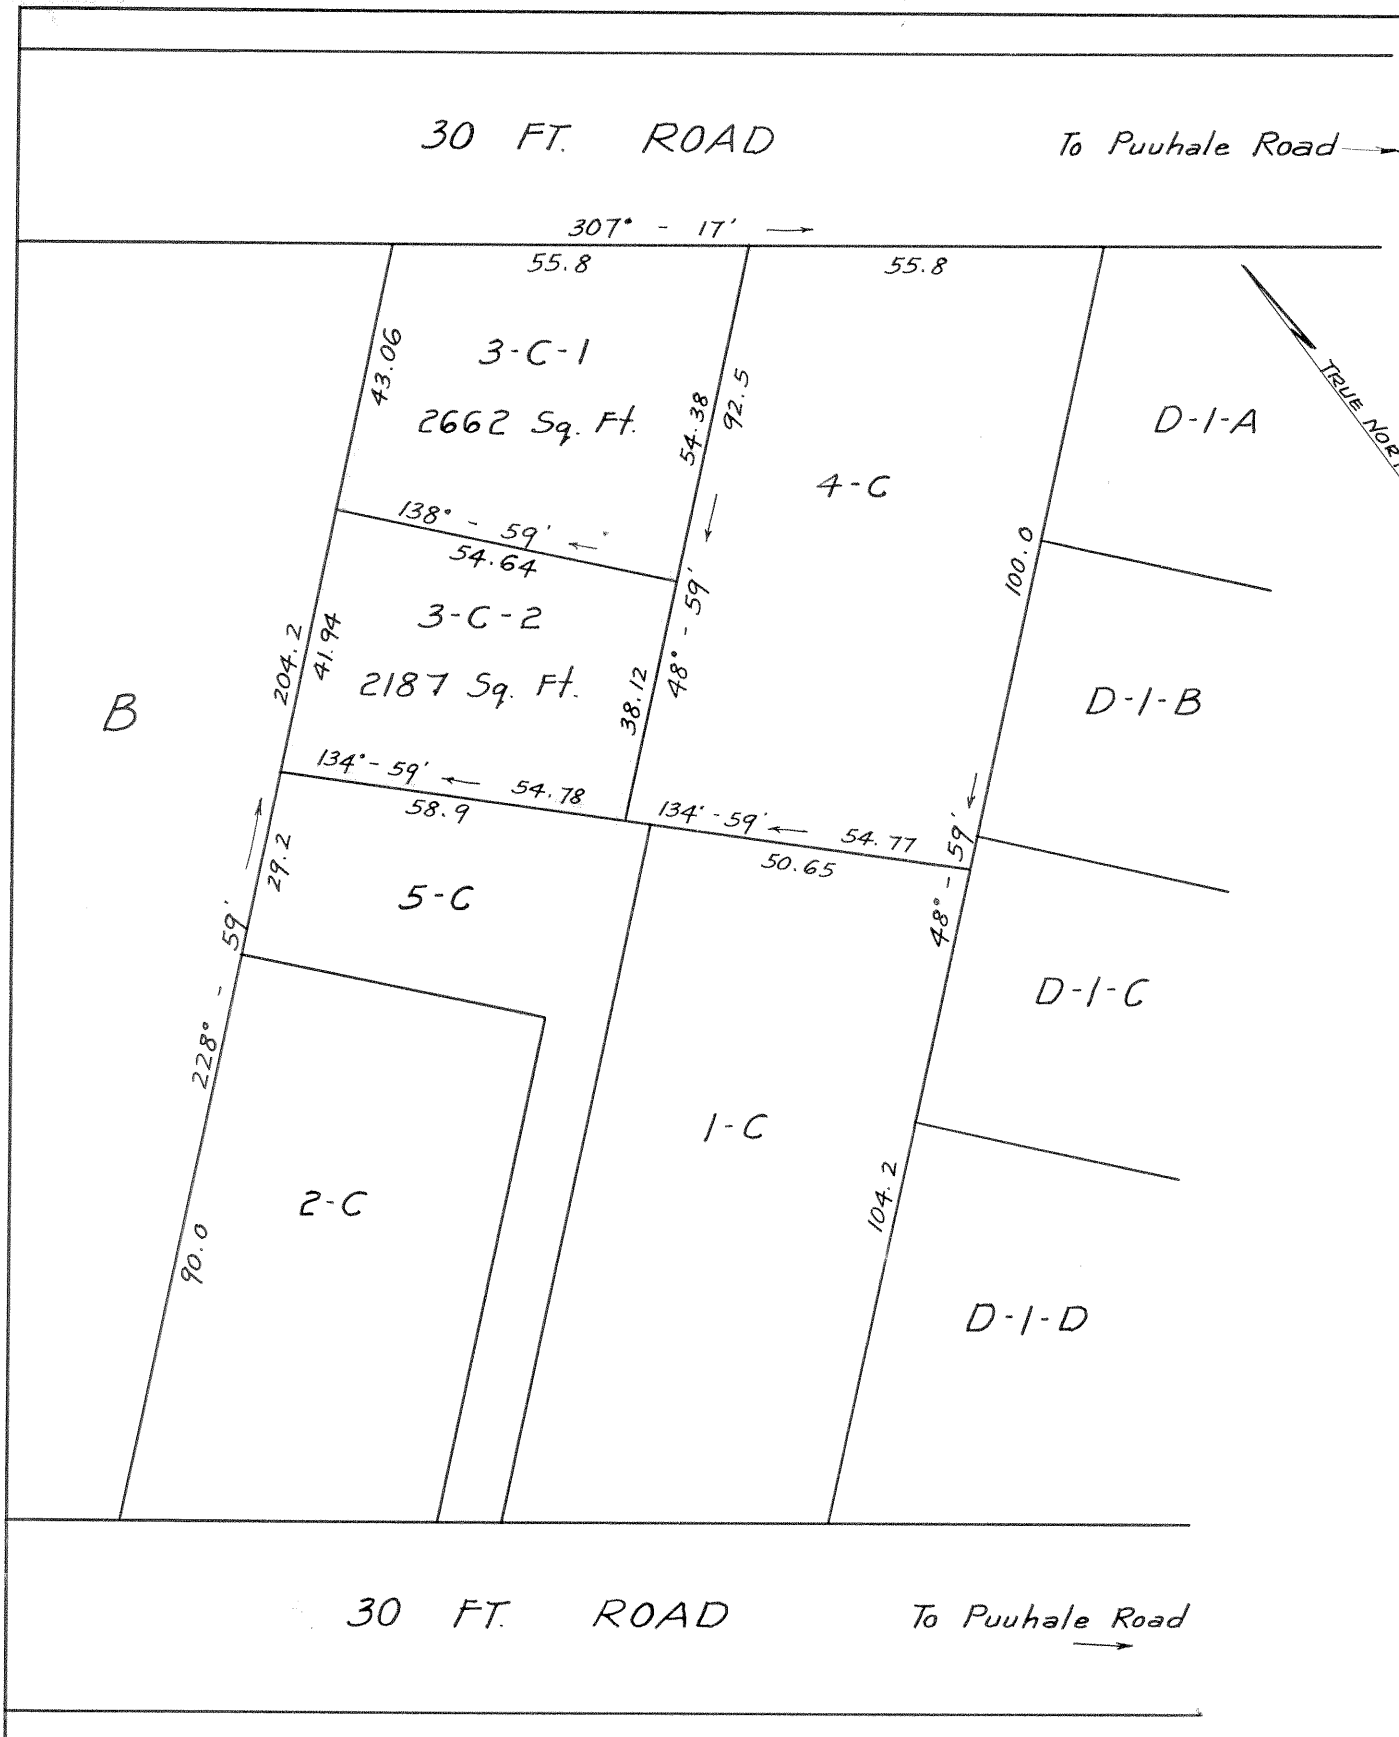 30 FT. ROAD
To Puuhale Road
307° - 17'
55.8
55.8
43.06
3-C-1
2662 Sq. Ft.
54.38
92.5
4-C
D-1-A
TRUE
138° - 59'
54.64
48° - 59'
100.0
3-C-2
2187 Sq. Ft.
204.2
41.94
38.12
B
D-1-B
134° - 59'
54.78
58.9
134° - 59'
54.77
50.65
48° - 59'
29.2
5-C
228° - 59'
D-1-C
1-C
2-C
90.0
104.2
D-1-D
30 FT. ROAD
To Puuhale Road